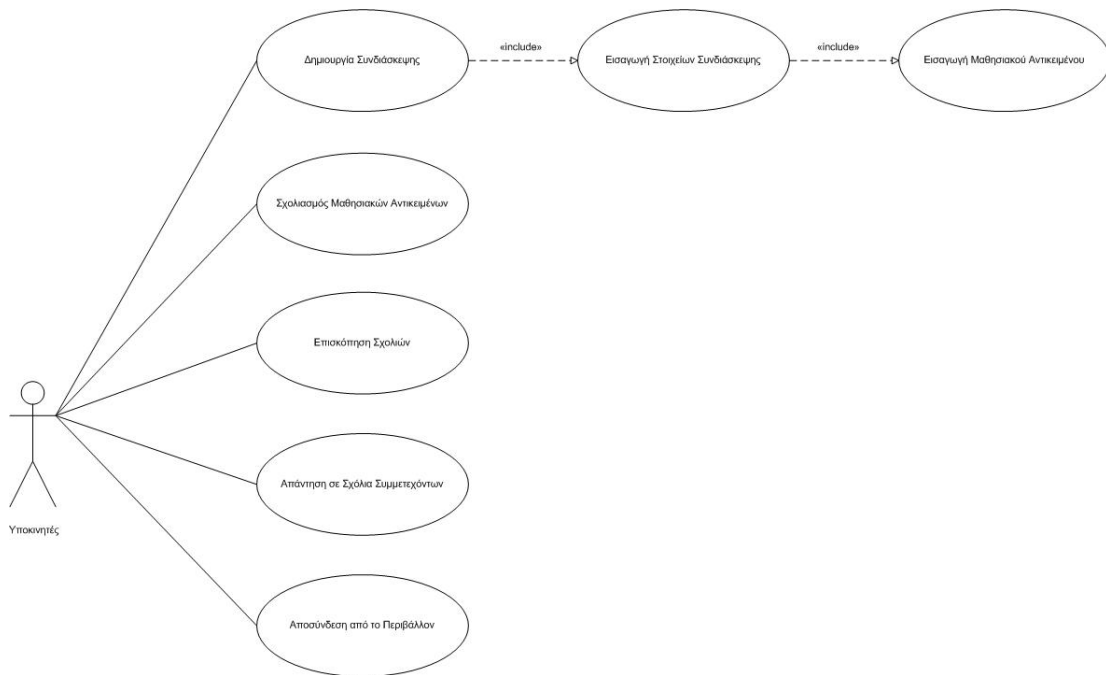 Δημιουργία Συνδιάσκεψης
«include»
Εισαγωγή Στοιχείων Συνδιάσκεψης
«include»
Εισαγωγή Μαθησιακού Αντικειμένου
Σχολιασμός Μαθησιακών Αντικειμένων
Επισκόπηση Σχολιών
Απάντηση σε Σχόλια Συμμετεχόντων
Υποκινητές
Αποσύνδεση από το Περιβάλλον